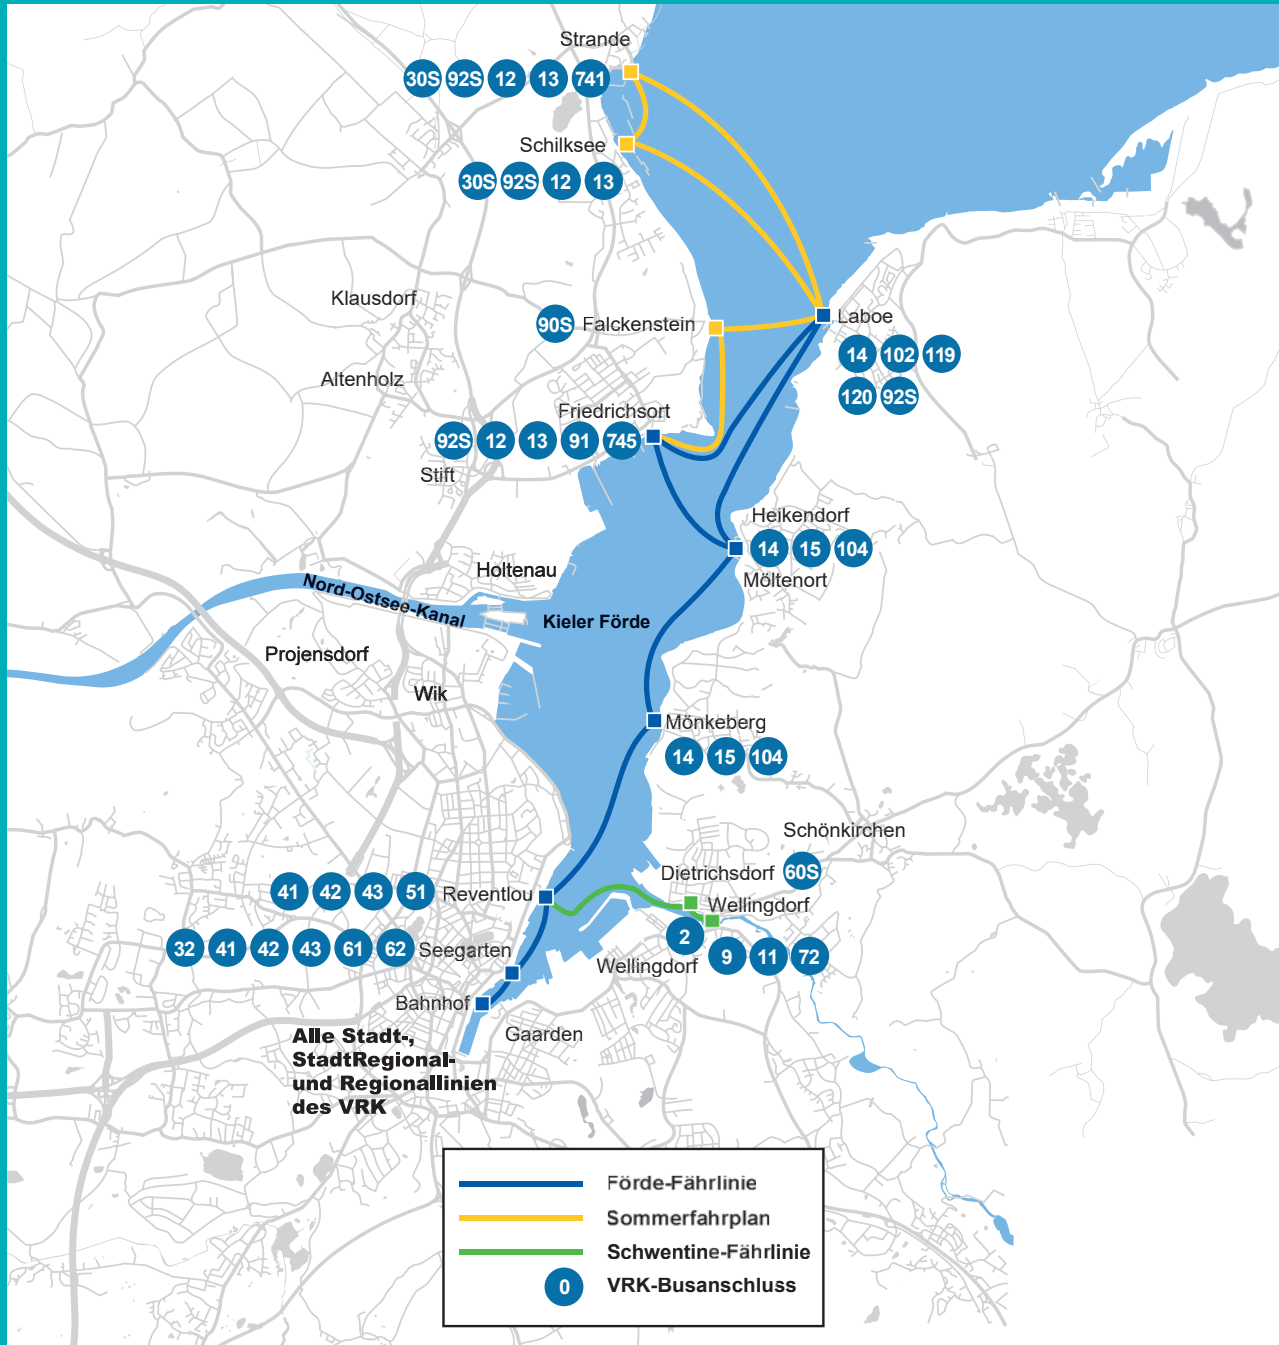 Strande
30S 92S 12 13 741
Schilksee
30S 92S 12 13
Klausdorf
90S Falckenstein
Laboe
14 102 119
120 92S
Altenholz
Friedrichsort
92S 12 13 91 745
Stift
Heikendorf
14 15 104
Möltenort
Holtenau
Nord-Ostsee-Kanal
Kieler Förde
Projensdorf
Wik
Mönkeberg
14 15 104
Schönkirchen
Dietrichsdorf 60S
41 42 43 51 Reventlou
Wellingdorf
2
32 41 42 43 61 62 Seegarten
9 11 72
Wellingdorf
Bahnhof
Gaarden
Alle Stadt-,
StadtRegional-
und Regionallinien
des VRK
Förde-Fährlinie
Sommerfahrplan
Schwentine-Fährlinie
0 VRK-Busanschluss